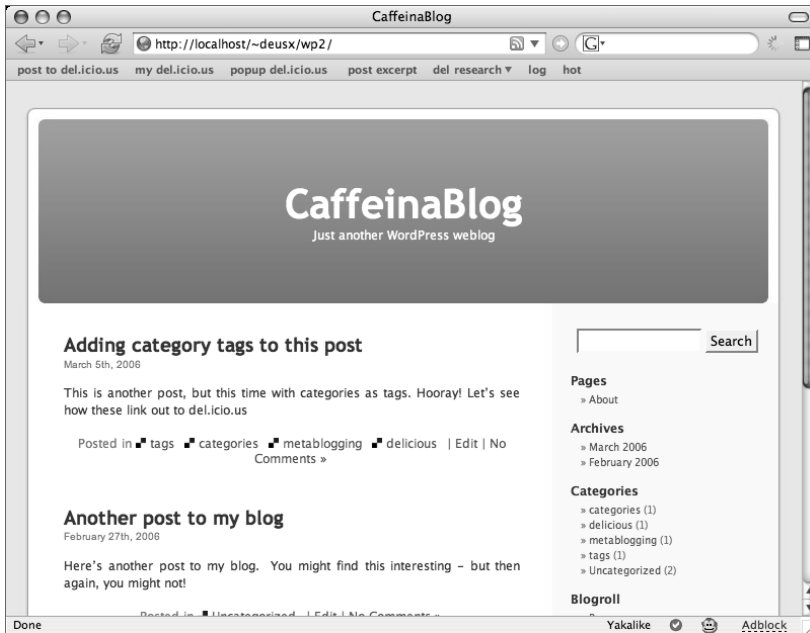 CaffeinaBlog
http://localhost/~deusx/wp2/
G
post to del.icio.us my del.icio.us popup del.icio.us post excerpt del research log hot
CaffeinaBlog
Just another WordPress weblog
Adding category tags to this post
March 5th, 2006
This is another post, but this time with categories as tags. Hooray! Let's see
how these link out to del.icio.us
Posted in tags categories metablogging delicious | Edit | No
Comments »
Another post to my blog
February 27th, 2006
Here's another post to my blog. You might find this interesting – but then
again, you might not!
Posted in Uncategorized | Edit | No Comments »
Search
Pages
» About
Archives
» March 2006
» February 2006
Categories
» categories (1)
» delicious (1)
» metablogging (1)
» tags (1)
» Uncategorized (2)
Blogroll
Done Yakalike Adblock